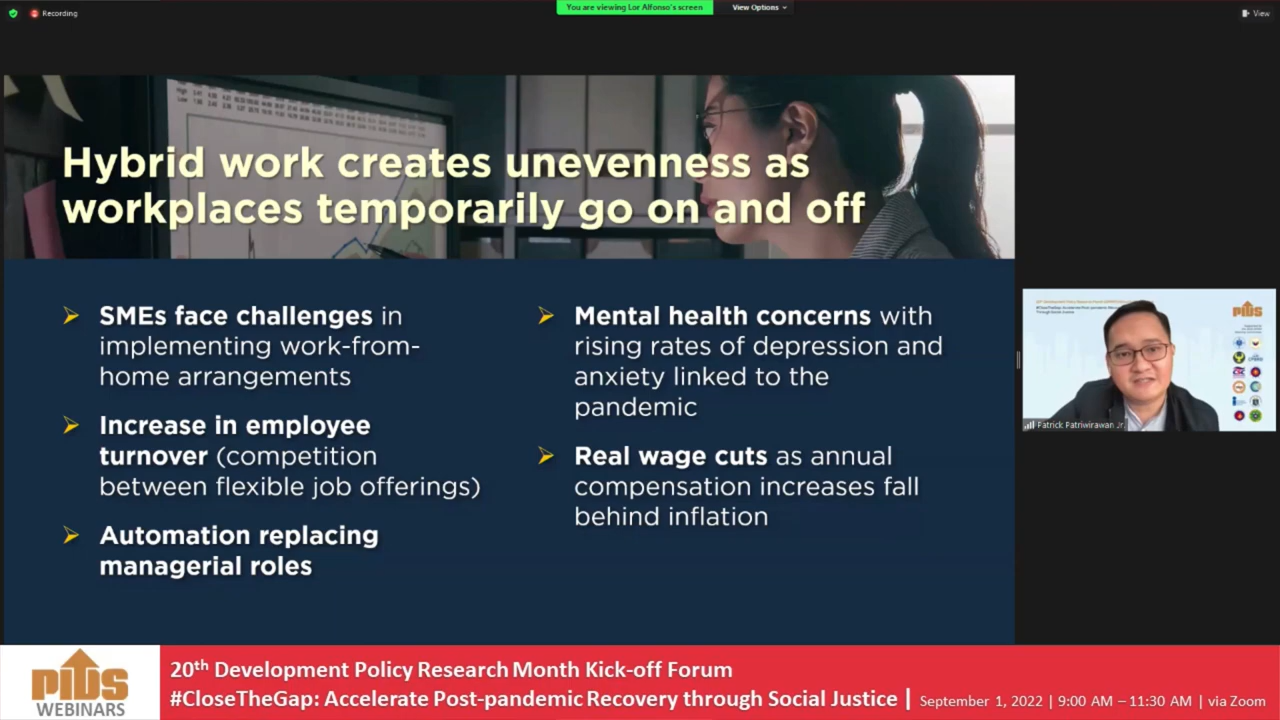 Recording
You are viewing Lor Alfonso's screen
View Options
View
Hybrid work creates unevenness as
workplaces temporarily go on and off
SMEs face challenges in
implementing work-from-
home arrangements
Increase in employee
turnover (competition
between flexible job offerings)
Automation replacing
managerial roles
Mental health concerns with
rising rates of depression and
anxiety linked to the
pandemic
Real wage cuts as annual
compensation increases fall
behind inflation
PIDS
Patrick Patriwirawan Jr.
PIDS
WEBINARS
20th Development Policy Research Month Kick-off Forum
#CloseTheGap: Accelerate Post-pandemic Recovery through Social Justice | September 1, 2022 | 9:00 AM – 11:30 AM | via Zoom